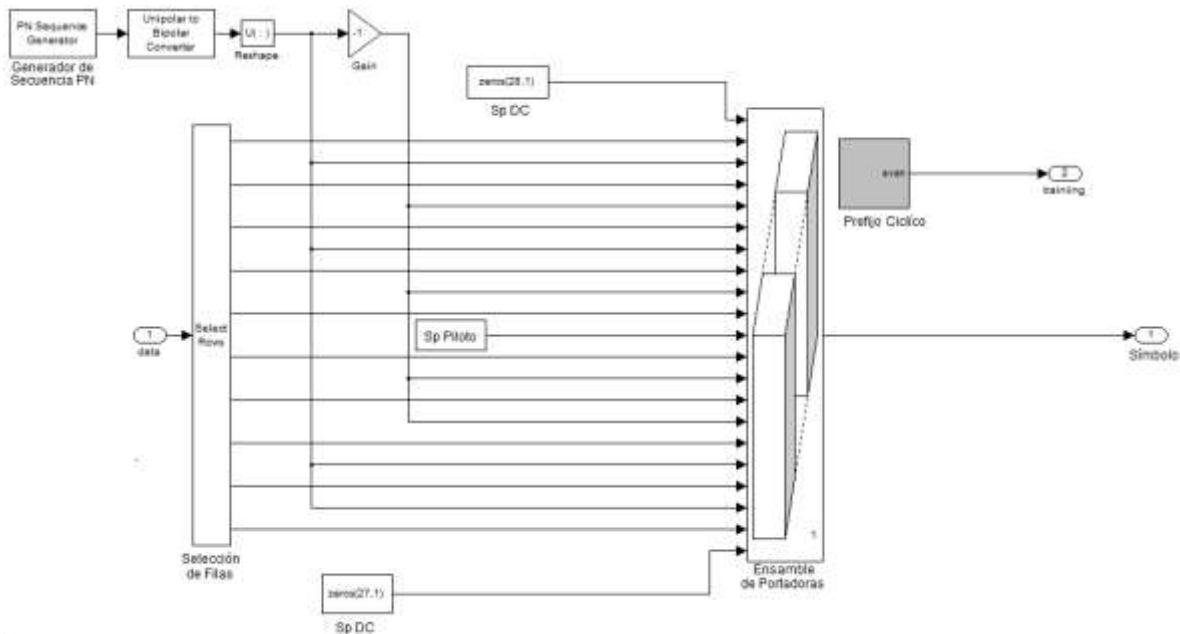 PN Sequence
Generator
Generador de
Secuencia PN
Unipolar to
Bipolar
Converter
U( : )
Reshape
-1
Gain
zeros(28,1)
Sp DC
even
Prefijo Ciclíco
2
training
1
data
Select
Rows
Selección
de Filas
Sp Piloto
1
Ensamble
de Portadoras
1
Símbolo
zeros(27,1)
Sp DC